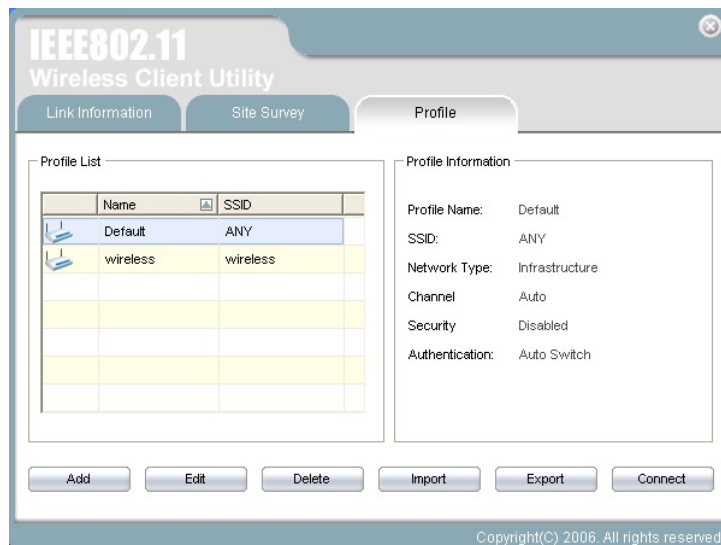 IEEE802.11
Wireless Client Utility
Link Information
Site Survey
Profile
Profile List
Name SSID
Default ANY
wireless wireless
Profile Information
Profile Name: Default
SSID: ANY
Network Type: Infrastructure
Channel Auto
Security Disabled
Authentication: Auto Switch
Add Edit Delete Import Export Connect
Copyright(C) 2006. All rights reserved